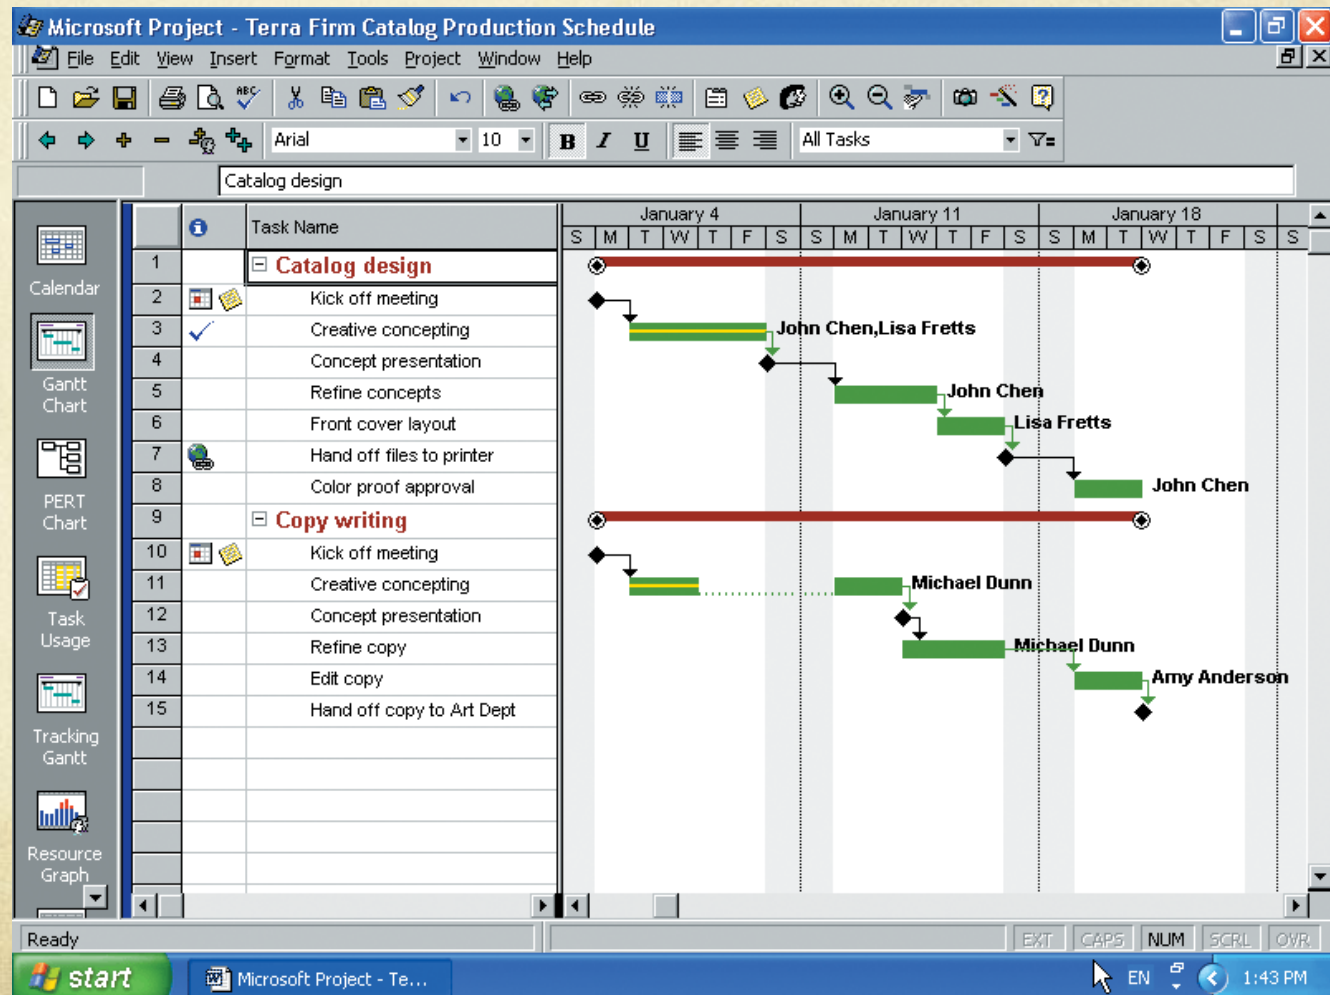 Microsoft Project - Terra Firm Catalog Production Schedule
File Edit View Insert Format Tools Project Window Help
ABC
Arial 10 B I U All Tasks
Catalog design
Task Name
January 4 January 11 January 18
S M T W T F S S M T W T F S S M T W T F S S
1 Catalog design
2 Kick off meeting
3 Creative concepting John Chen,Lisa Fretts
4 Concept presentation
5 Refine concepts John Chen
6 Front cover layout Lisa Fretts
7 Hand off files to printer
8 Color proof approval John Chen
9 Copy writing
10 Kick off meeting
11 Creative concepting Michael Dunn
12 Concept presentation
13 Refine copy Michael Dunn
14 Edit copy Amy Anderson
15 Hand off copy to Art Dept
Calendar
Gantt
Chart
PERT
Chart
Task
Usage
Tracking
Gantt
Resource
Graph
Ready EXT CAPS NUM SCRL OVR
start Microsoft Project - Te... EN 1:43 PM